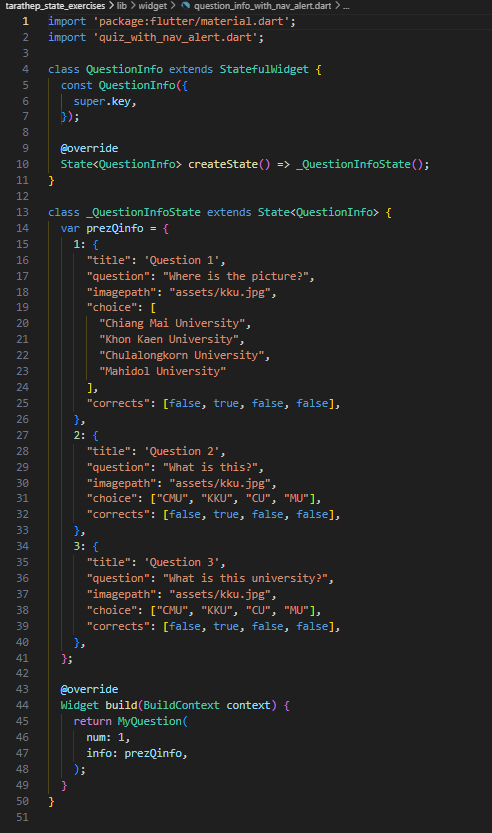 tarathep_state_exercises > lib > widget > question_info_with_nav_alert.dart > ...
1 import 'package:flutter/material.dart';
2 import 'quiz_with_nav_alert.dart';
3
4 class QuestionInfo extends StatefulWidget {
5   const QuestionInfo({
6     super.key,
7   });
8
9   @override
10   State<QuestionInfo> createState() => _QuestionInfoState();
11 }
12
13 class _QuestionInfoState extends State<QuestionInfo> {
14   var prezQinfo = {
15     1: {
16       "title": 'Question 1',
17       "question": "Where is the picture?",
18       "imagepath": "assets/kku.jpg",
19       "choice": [
20         "Chiang Mai University",
21         "Khon Kaen University",
22         "Chulalongkorn University",
23         "Mahidol University"
24       ],
25       "corrects": [false, true, false, false],
26     },
27     2: {
28       "title": 'Question 2',
29       "question": "What is this?",
30       "imagepath": "assets/kku.jpg",
31       "choice": ["CMU", "KKU", "CU", "MU"],
32       "corrects": [false, true, false, false],
33     },
34     3: {
35       "title": 'Question 3',
36       "question": "What is this university?",
37       "imagepath": "assets/kku.jpg",
38       "choice": ["CMU", "KKU", "CU", "MU"],
39       "corrects": [false, true, false, false],
40     },
41   };
42
43   @override
44   Widget build(BuildContext context) {
45     return MyQuestion(
46       num: 1,
47       info: prezQinfo,
48     );
49   }
50 }
51